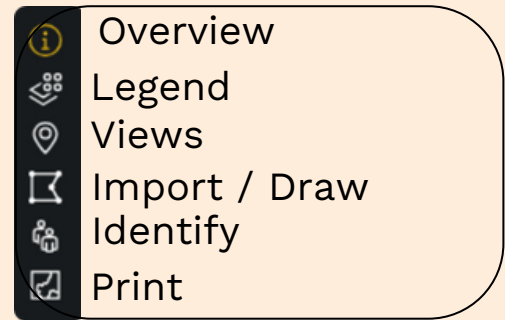 Overview
Legend
Views
Import / Draw
Identify
Print